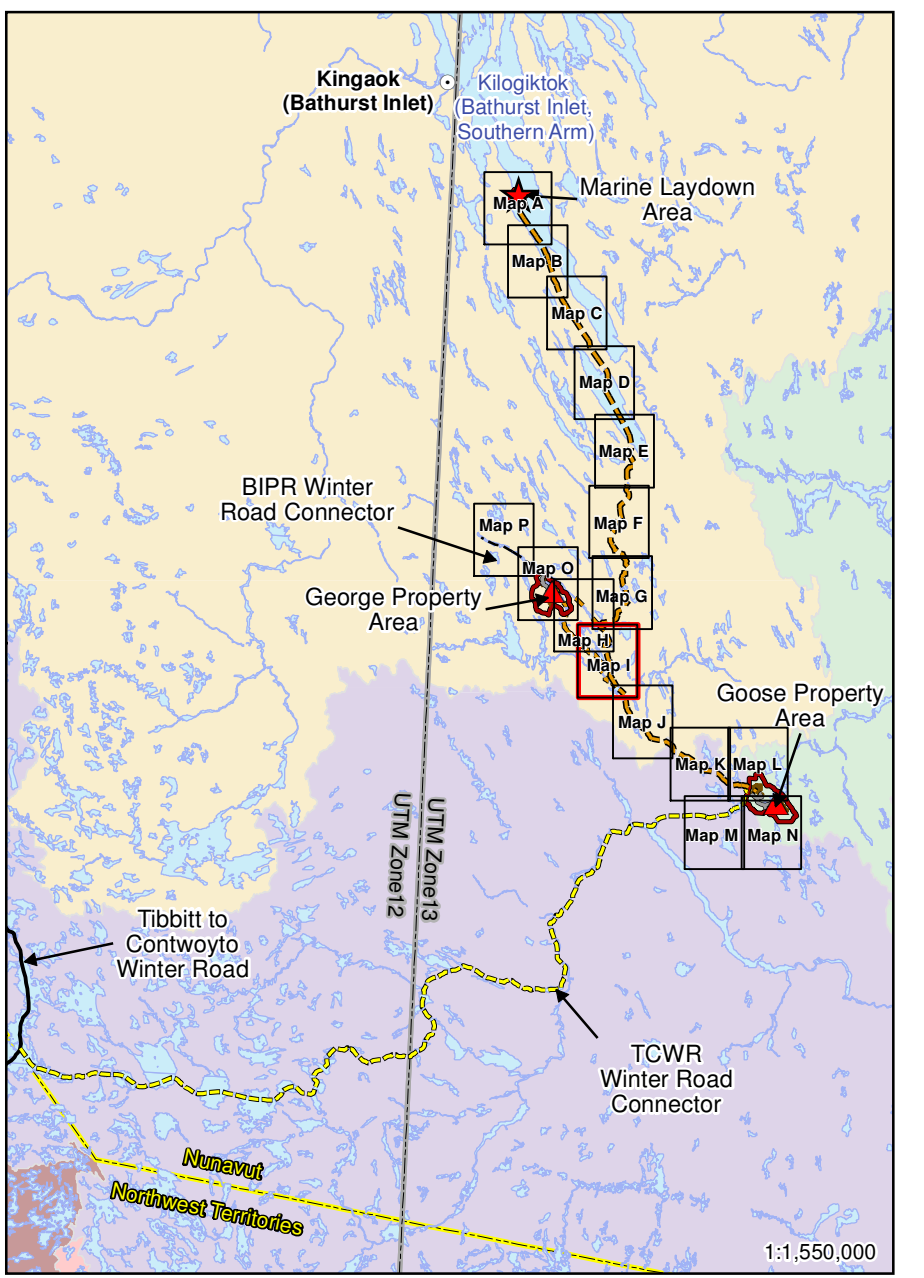 Kingaok
(Bathurst Inlet)
Kilogiktok
(Bathurst Inlet,
Southern Arm)
Marine Laydown
Area
Map A
Map B
Map C
Map D
Map E
BIPR Winter
Road Connector
Map P
Map F
Map O
George Property
Area
Map G
Map H
Map I
Goose Property
Area
Map J
Map K
Map L
Map M
Map N
UTM Zone12
UTM Zone13
Tibbitt to
Contwoyto
Winter Road
TCWR
Winter Road
Connector
Nunavut
Northwest Territories
1:1,550,000